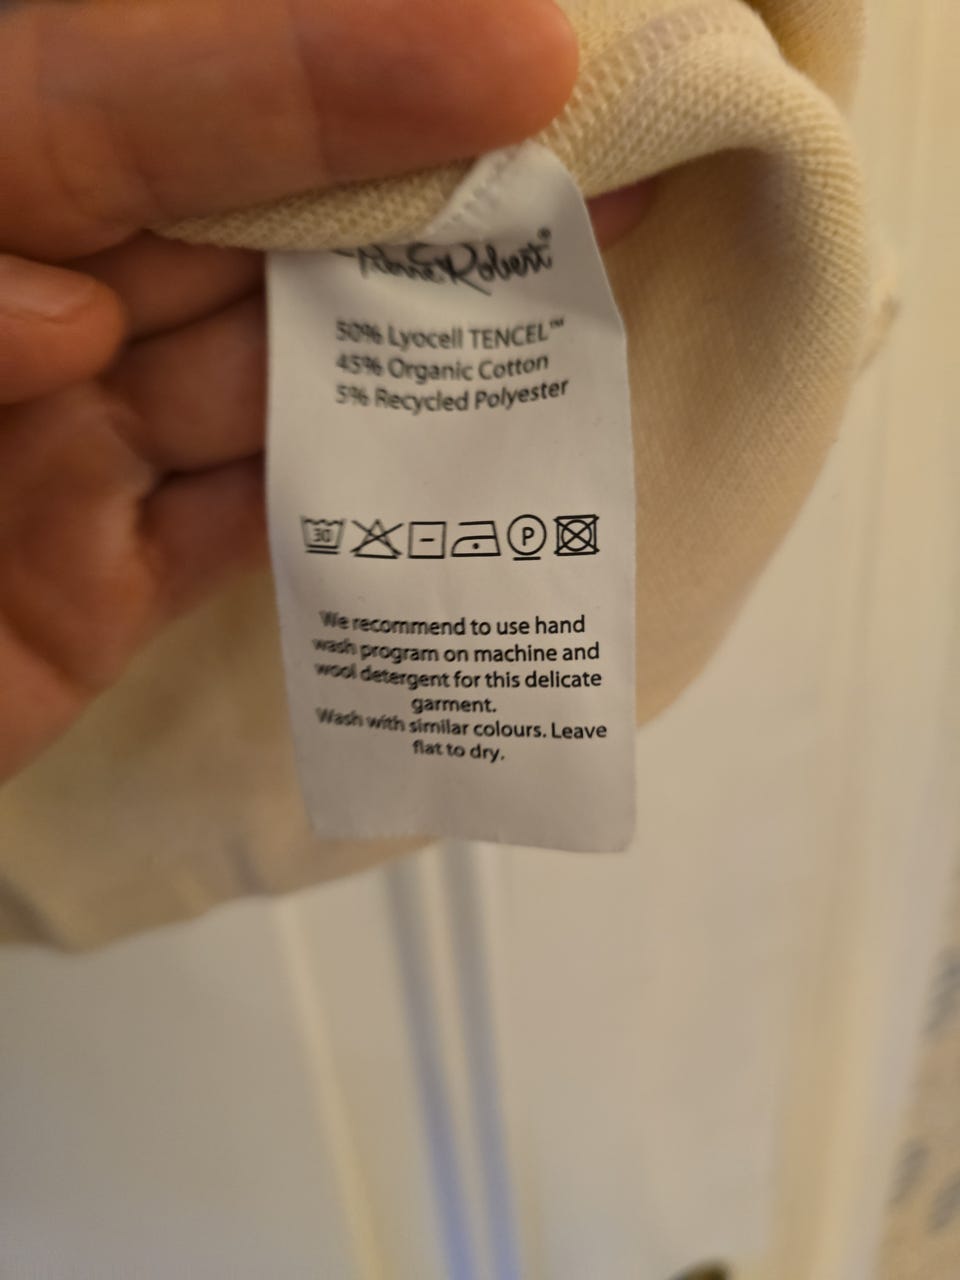 Pierre Robert®
50% Lyocell TENCEL™
45% Organic Cotton
5% Recycled Polyester
30 P
We recommend to use hand
wash program on machine and
wool detergent for this delicate
garment.
Wash with similar colours. Leave
flat to dry.